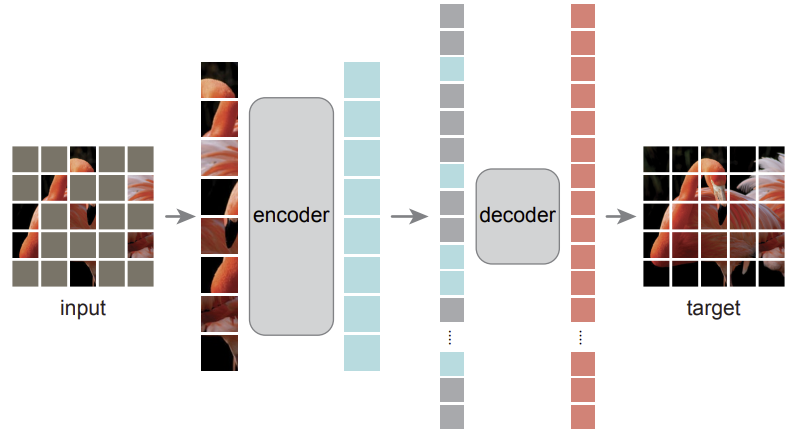 input
encoder
decoder
target